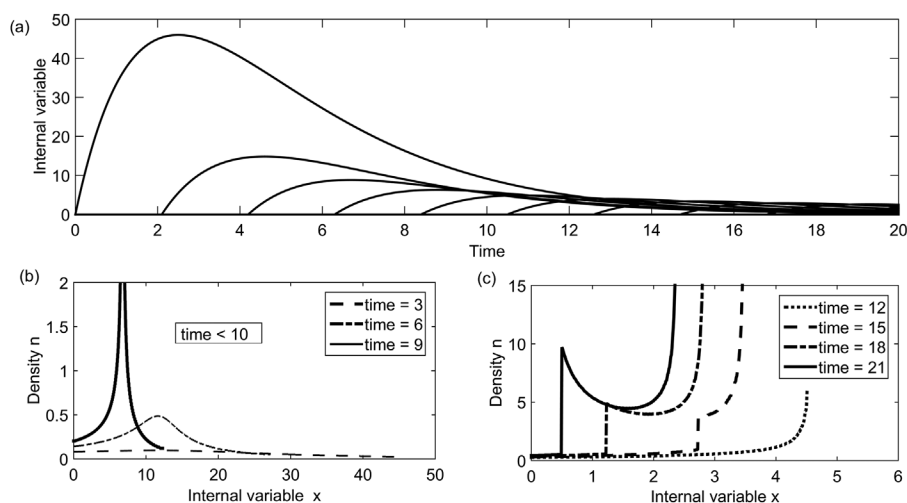 (a)
50
40
30
20
10
0
Internal variable
0 2 4 6 8 10 12 14 16 18 20
Time
(b)
2
1.5
1
0.5
0
Density n
time < 10
time = 3
time = 6
time = 9
0 10 20 30 40 50
Internal variable x
(c)
15
10
5
0
Density n
time = 12
time = 15
time = 18
time = 21
0 1 2 3 4 5 6
Internal variable x